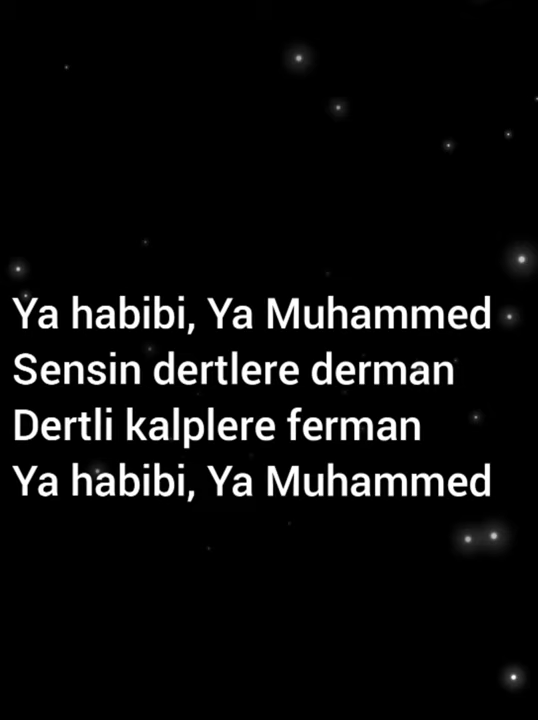 Ya habibi, Ya Muhammed
Sensin dertlere derman
Dertli kalplere ferman
Ya habibi, Ya Muhammed